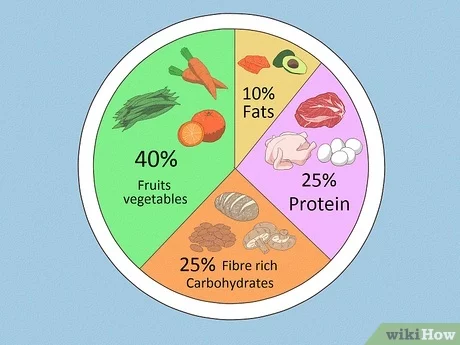 10%
Fats
40%
Fruits
vegetables
25%
Protein
25% Fibre rich
Carbohydrates
wikiHow